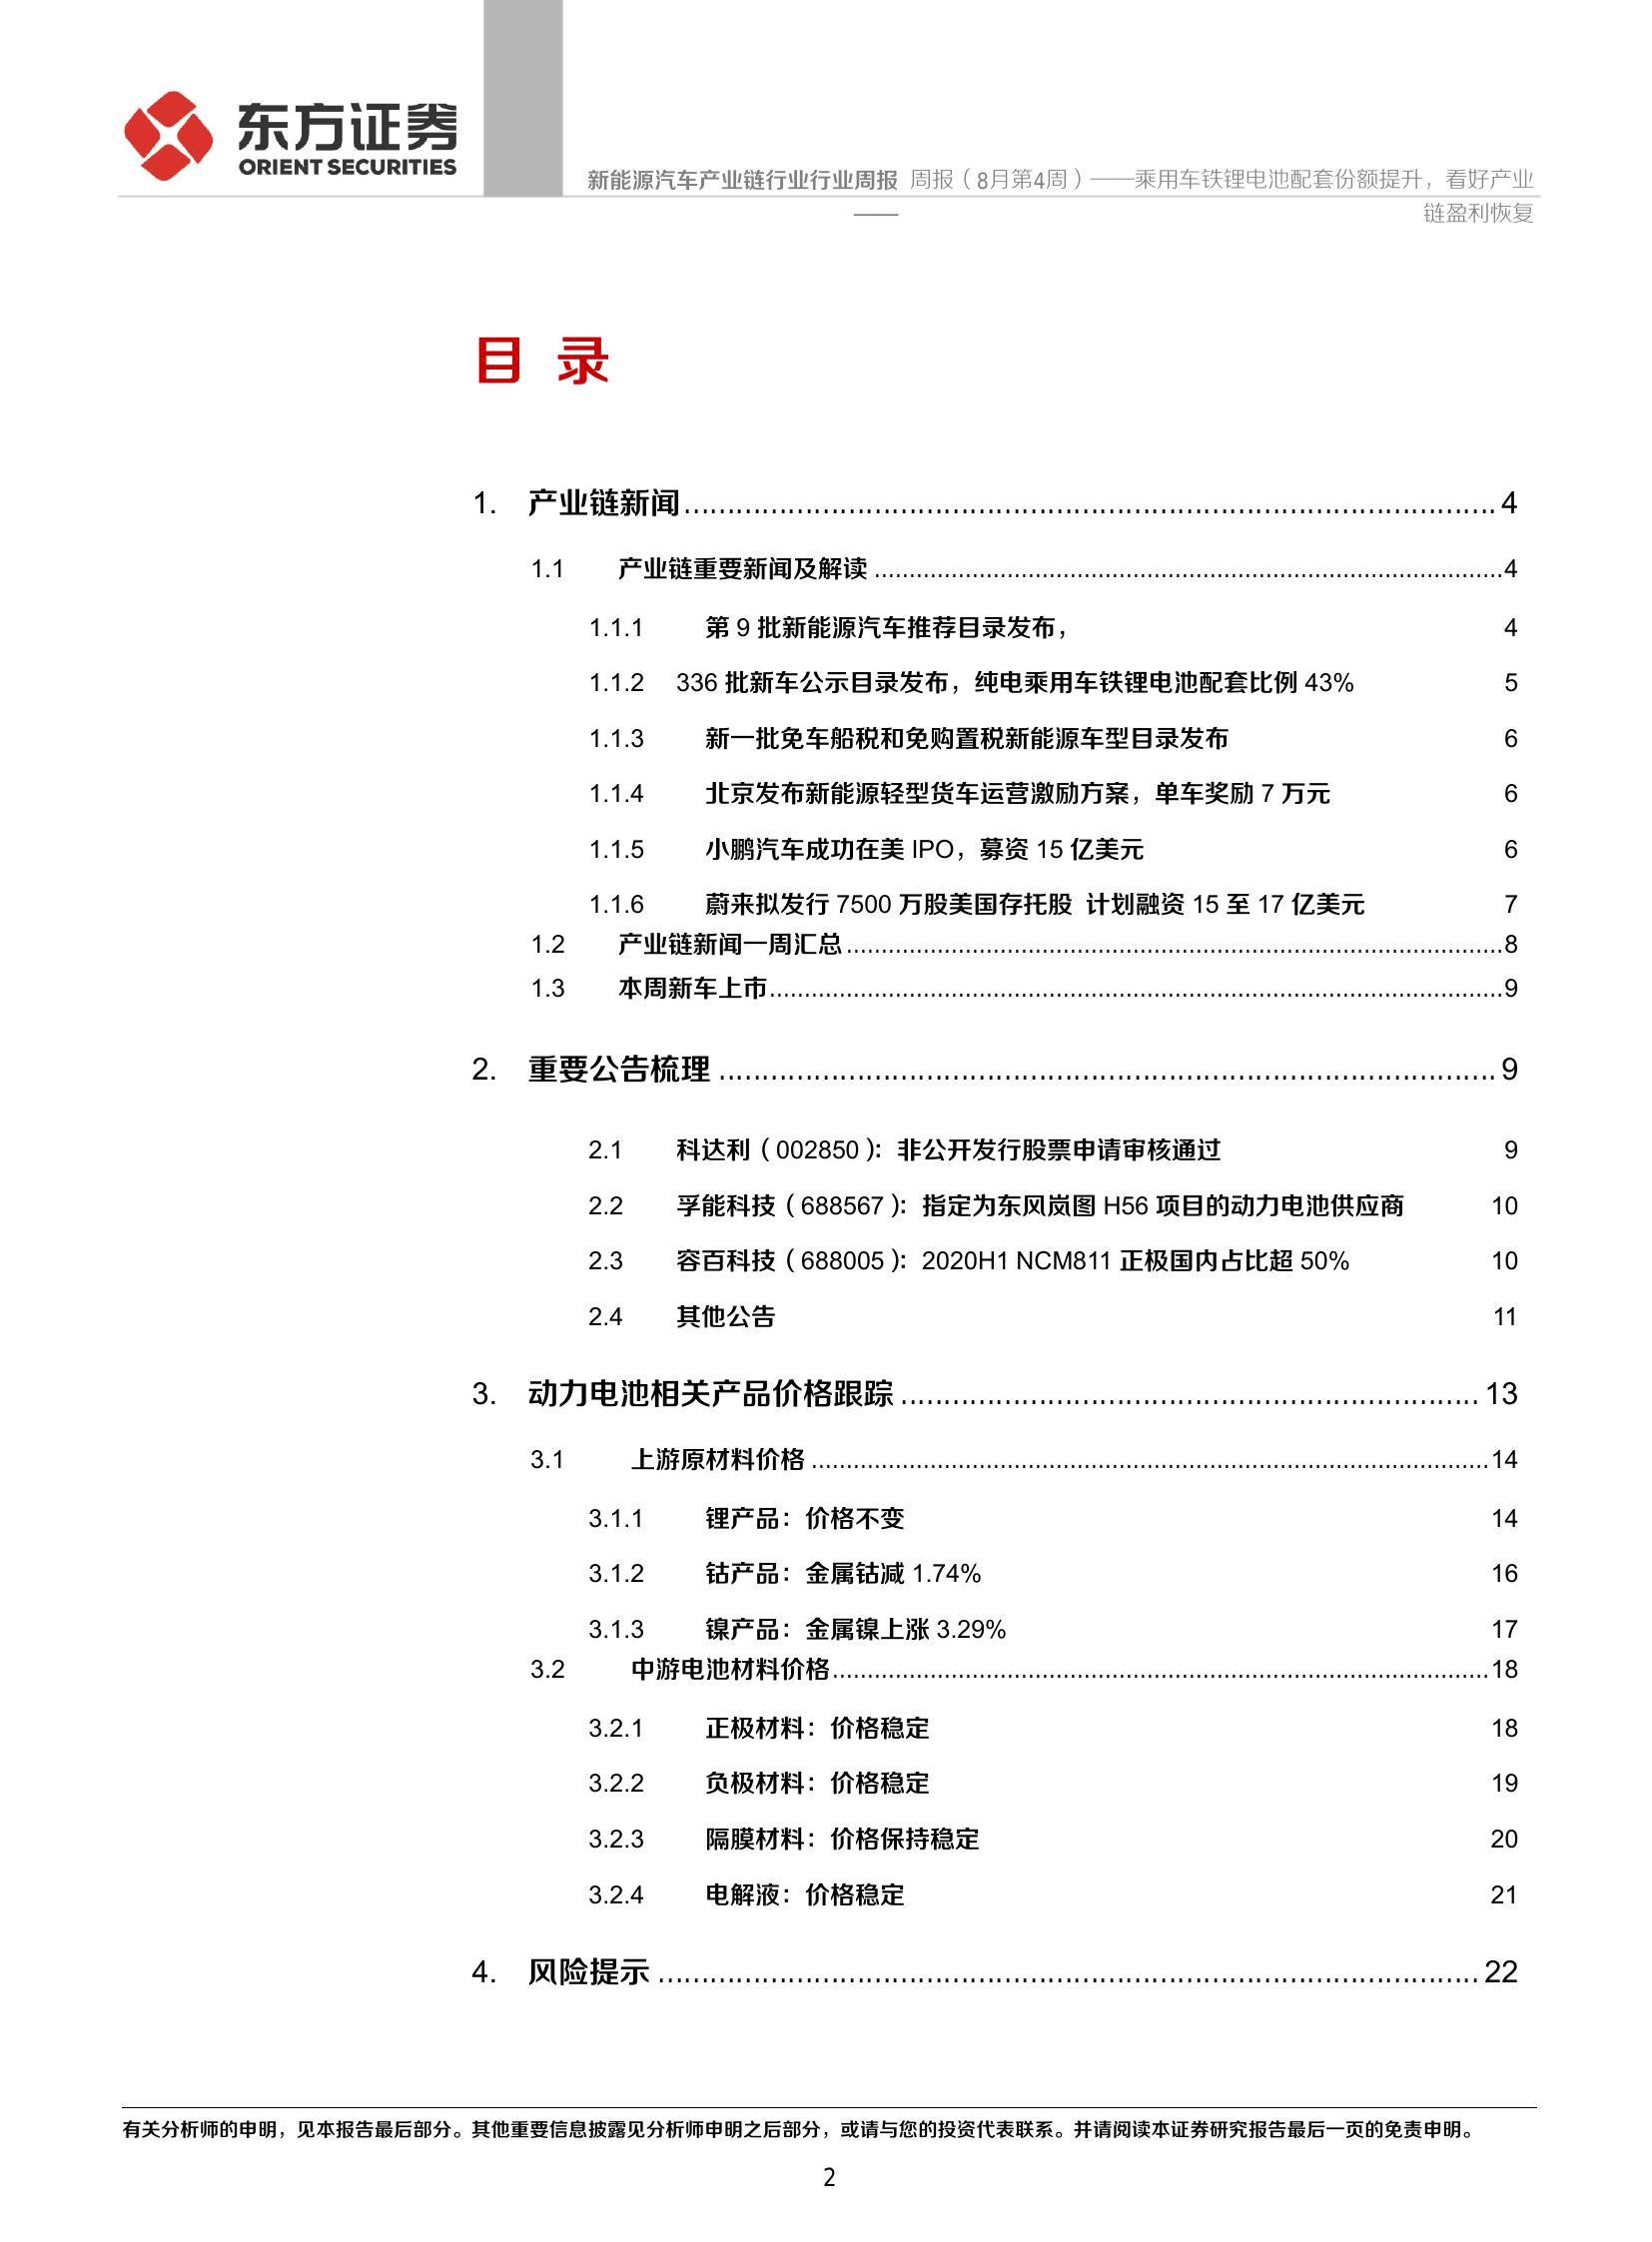 东方证券
ORIENT SECURITIES
新能源汽车产业链行业行业周报 周报（8月第4周）——乘用车铁锂电池配套份额提升，看好产业
—— 链盈利恢复
目 录
1. 产业链新闻 4
1.1 产业链重要新闻及解读 4
1.1.1 第 9 批新能源汽车推荐目录发布， 4
1.1.2 336 批新车公示目录发布，纯电乘用车铁锂电池配套比例 43% 5
1.1.3 新一批免车船税和免购置税新能源车型目录发布 6
1.1.4 北京发布新能源轻型货车运营激励方案，单车奖励 7 万元 6
1.1.5 小鹏汽车成功在美 IPO，募资 15 亿美元 6
1.1.6 蔚来拟发行 7500 万股美国存托股 计划融资 15 至 17 亿美元 7
1.2 产业链新闻一周汇总 8
1.3 本周新车上市 9
2. 重要公告梳理 9
2.1 科达利（002850）：非公开发行股票申请审核通过 9
2.2 孚能科技（688567）：指定为东风岚图 H56 项目的动力电池供应商 10
2.3 容百科技（688005）：2020H1 NCM811 正极国内占比超 50% 10
2.4 其他公告 11
3. 动力电池相关产品价格跟踪 13
3.1 上游原材料价格 14
3.1.1 锂产品：价格不变 14
3.1.2 钴产品：金属钴减 1.74% 16
3.1.3 镍产品：金属镍上涨 3.29% 17
3.2 中游电池材料价格 18
3.2.1 正极材料：价格稳定 18
3.2.2 负极材料：价格稳定 19
3.2.3 隔膜材料：价格保持稳定 20
3.2.4 电解液：价格稳定 21
4. 风险提示 22
有关分析师的申明，见本报告最后部分。其他重要信息披露见分析师申明之后部分，或请与您的投资代表联系。并请阅读本证券研究报告最后一页的免责申明。
2